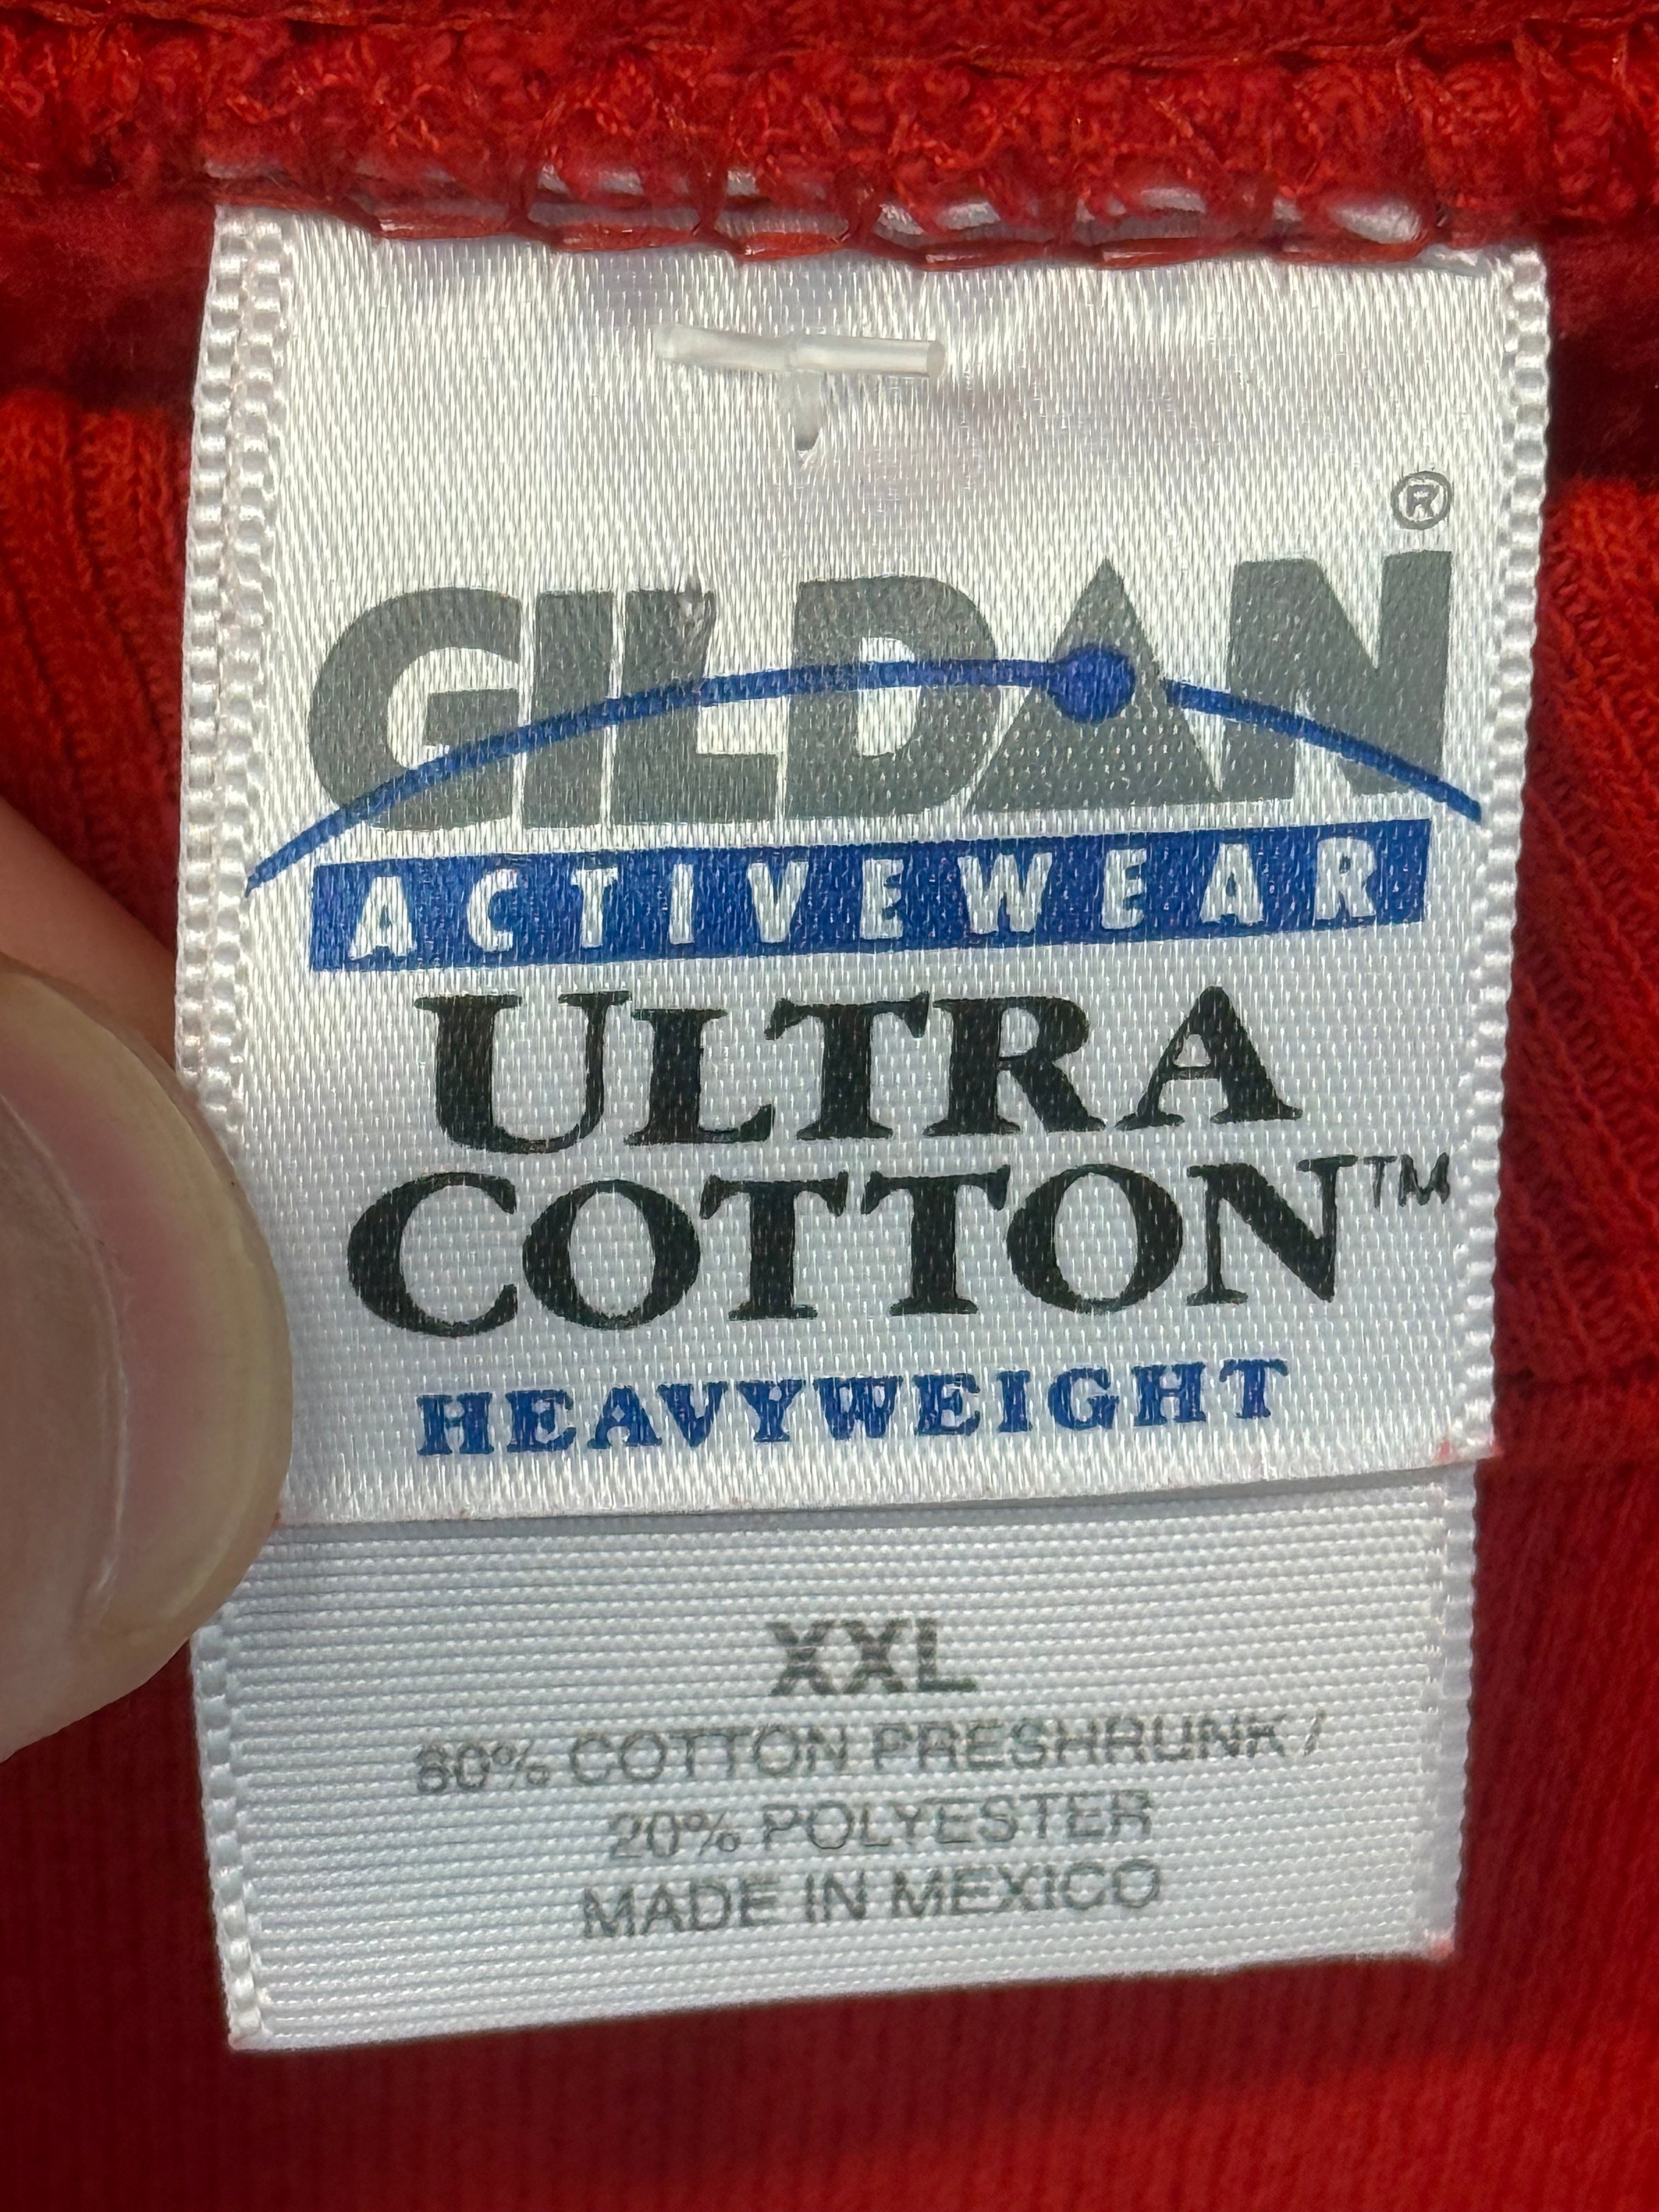 GILDAN®
ACTIVEWEAR
ULTRA
COTTON™
HEAVYWEIGHT
XXL
80% COTTON PRESHRUNK /
20% POLYESTER
MADE IN MEXICO